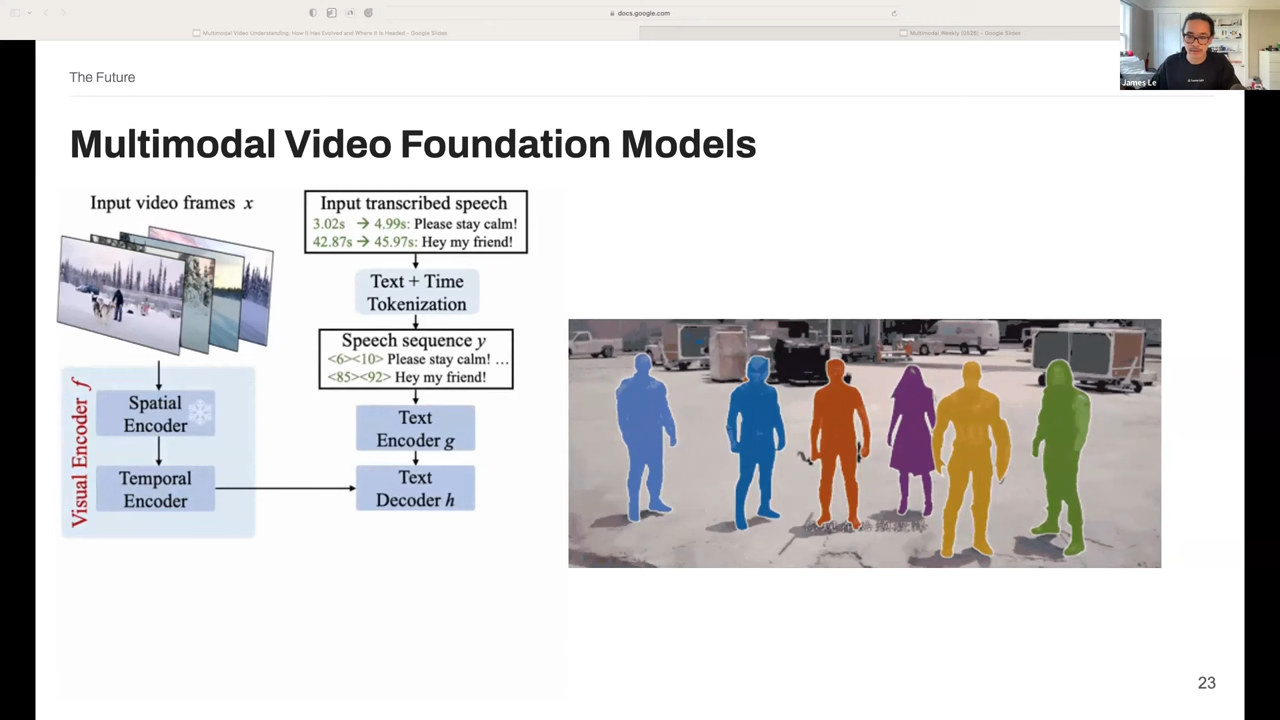 docs.google.com
Multimodal Video Understanding: How It Has Evolved and Where It Is Headed - Google Slides
Multimodal Weekly (05/26) - Google Slides
James Le
The Future
Multimodal Video Foundation Models
Input video frames x
Visual Encoder f
Spatial
Encoder
Temporal
Encoder
Input transcribed speech
3.02s → 4.99s: Please stay calm!
42.87s → 45.97s: Hey my friend!
Text + Time
Tokenization
Speech sequence y
<6><10> Please stay calm! ...
<85><92> Hey my friend!
Text
Encoder g
Text
Decoder h
23